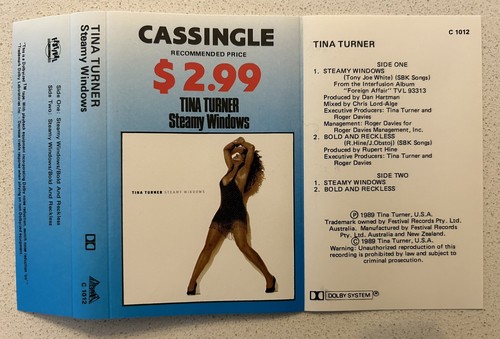 "This is a Dolbyised
Side One: Steamy Windows/Bold And Reckless
Side Two: Steamy Windows/Bold And Reckless
TINA TURNER
Steamy Windows
C 1012
CASSINGLE
RECOMMENDED PRICE
$2.99
TINA TURNER
Steamy Windows
TINA TURNER STEAMY WINDOWS
C 1012
TINA TURNER
SIDE ONE
1. STEAMY WINDOWS
(Tony Joe White) (SBK Songs)
From the Interfusion Album
"Foreign Affair" TVL 93313
Produced by Dan Hartman
Mixed by Chris Lord-Alge
Executive Producers: Tina Turner and
Roger Davies
Management: Roger Davies for
Roger Davies Management, Inc.
2. BOLD AND RECKLESS
(R.Hine/J.Obstoj) (SBK Songs)
Produced by Rupert Hine
Executive Producers: Tina Turner and
Roger Davies
SIDE TWO
1. STEAMY WINDOWS
2. BOLD AND RECKLESS
Ⓟ 1989 Tina Turner, U.S.A.
Trademark owned by Festival Records Pty. Ltd.
Australia. Manufactured by Festival Records
Pty. Ltd, Australia and New Zealand.
© 1989 Tina Turner, U.S.A.
Warning: Unauthorized reproduction of this
recording is prohibited by law and subject to
criminal prosecution.
DOLBY SYSTEM ®